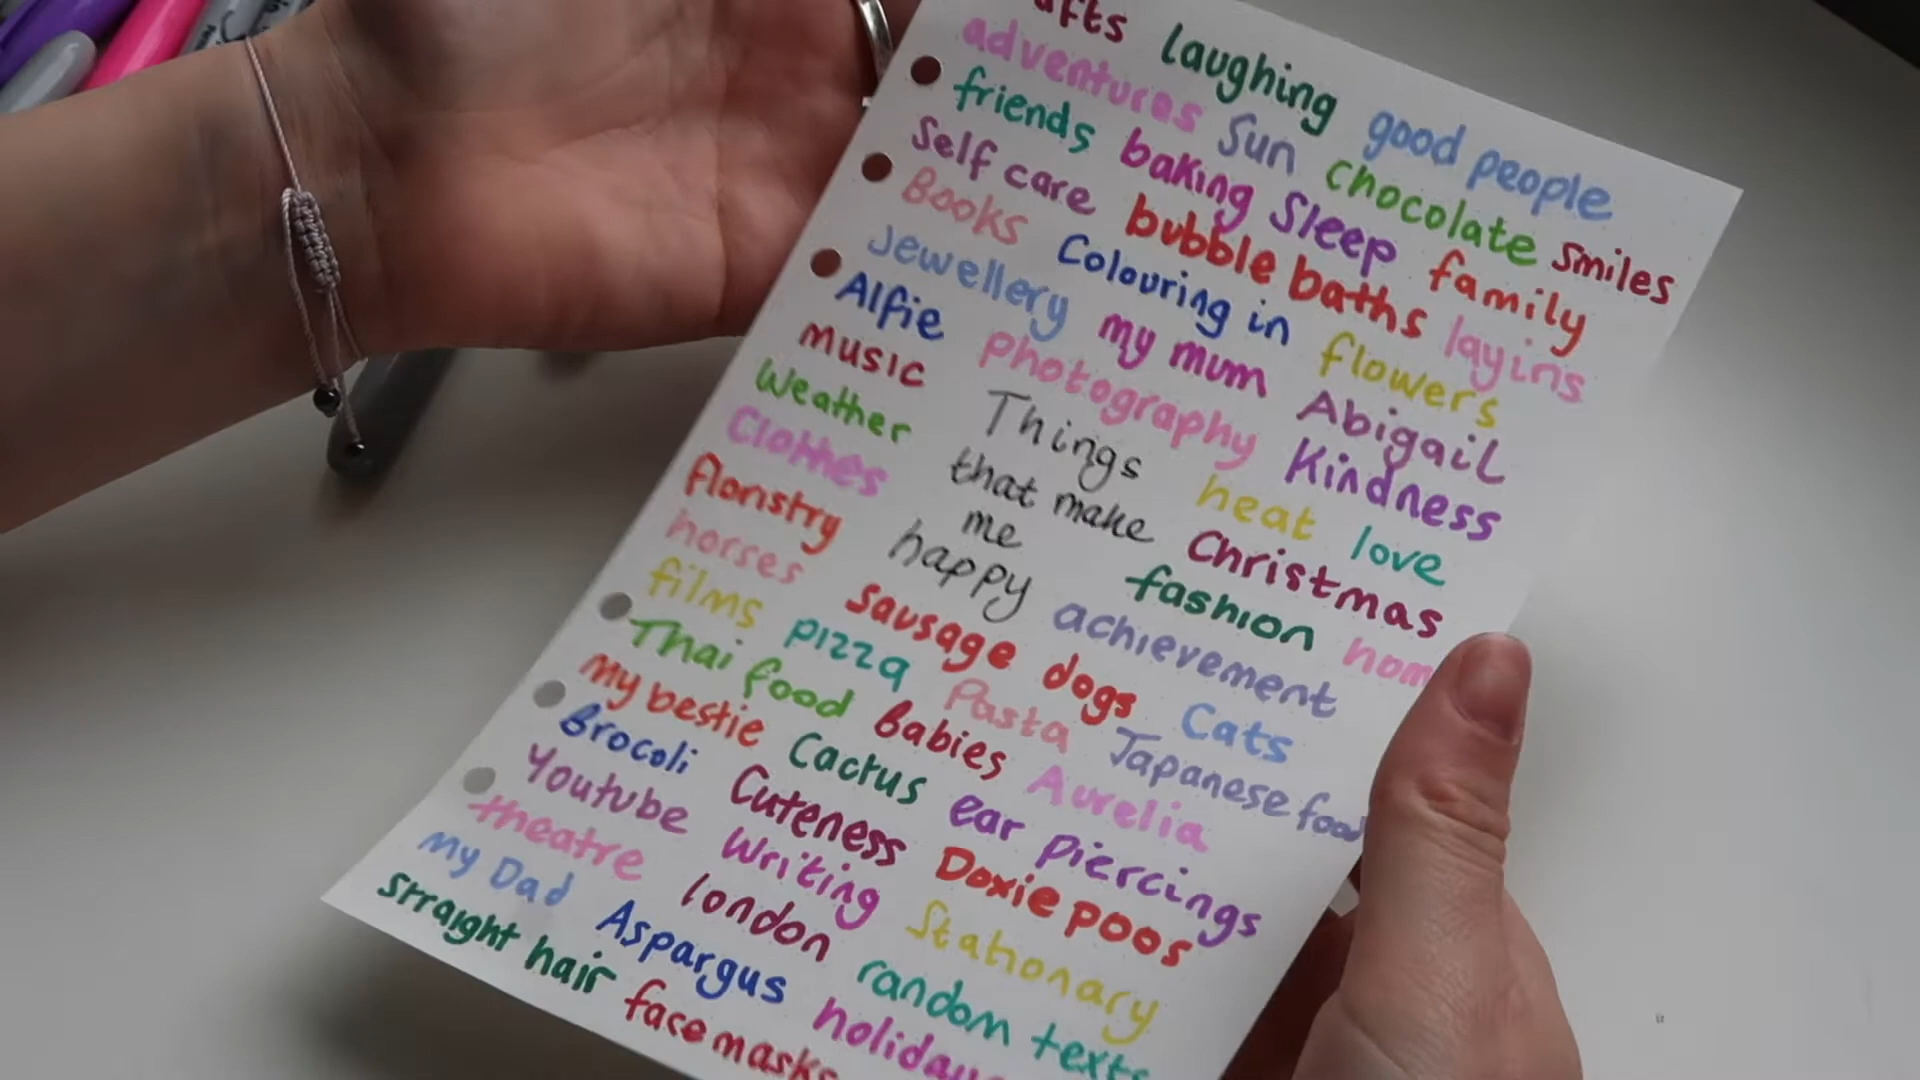 laughing good people
adventures Sun chocolate smiles
friends baking Sleep family
Self care bubble baths layins
Books Colouring in flowers
Jewellery my mum Abigail
Alfie photography Kindness
music Things heat love
Weather that make Christmas
Clothes me fashion
floristry happy achievement
horses sausage dogs Cats
films pizza Pasta Japanese food
Thai food Babies Aurelia
My bestie Cactus ear piercings
Brocoli Cuteness Doxie poos
Youtube Writing Stationary
theatre london random texts
My Dad Aspargus holidays
straight hair face masks